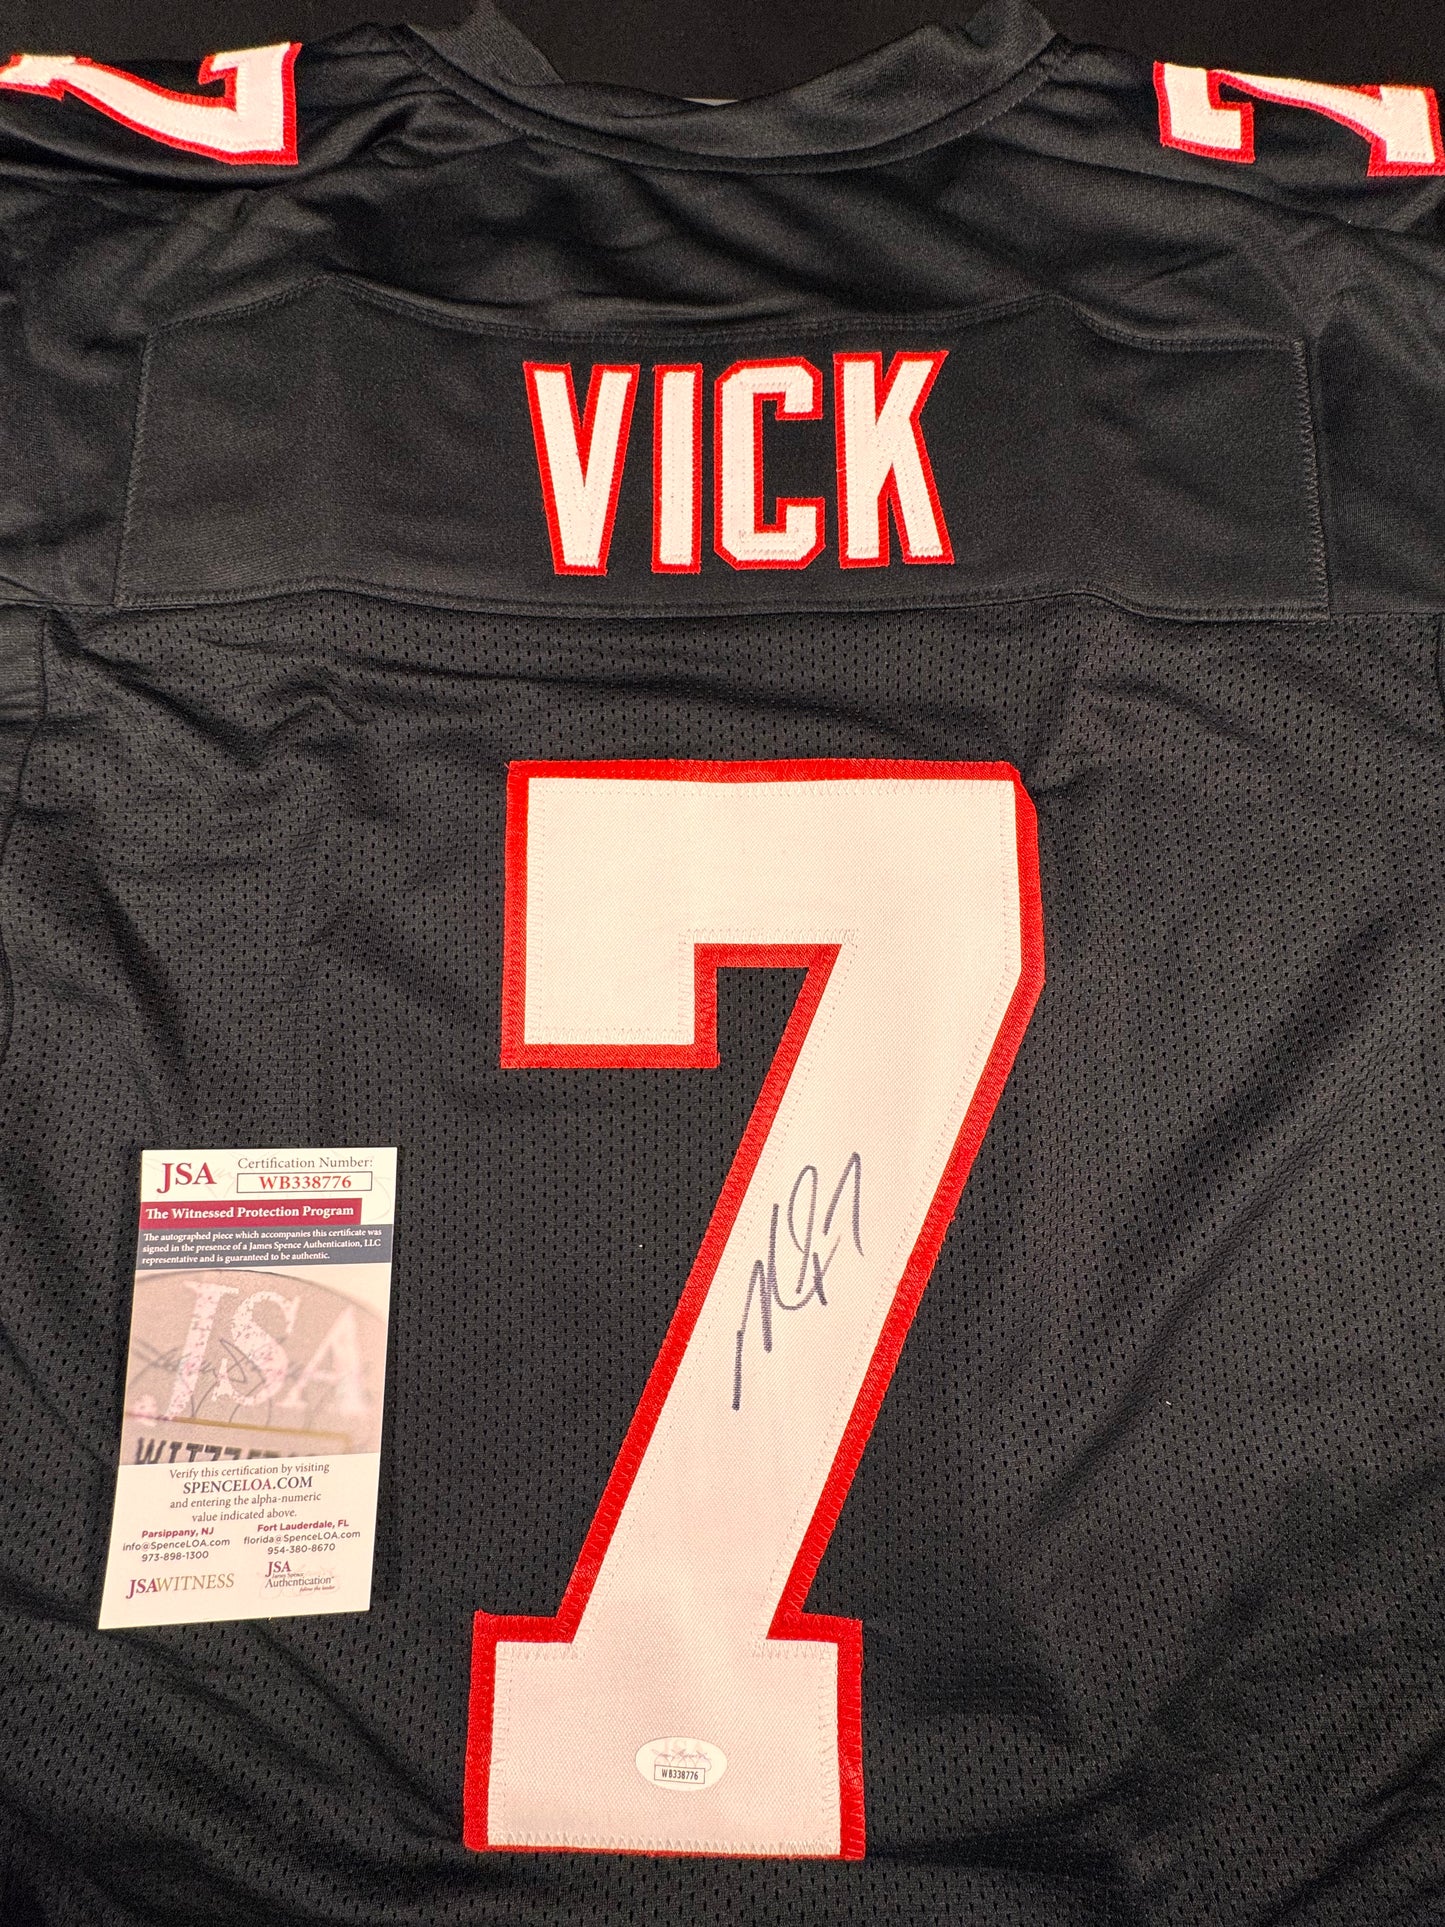 7 7
VICK
7
JSA Certification Number:
WB338776
The Witnessed Protection Program
The autographed piece which accompanies this certificate was
signed in the presence of a James Spence Authentication, LLC
representative and is guaranteed to be authentic.
JSA
Verify this certification by visiting
SPENCELOA.COM
and entering the alpha-numeric
value indicated above.
Parsippany, NJ Fort Lauderdale, FL
info@SpenceLOA.com florida@SpenceLOA.com
973-898-1300 954-380-8670
JSAWITNESS
JSA
James Spence
Authentication
WB338776